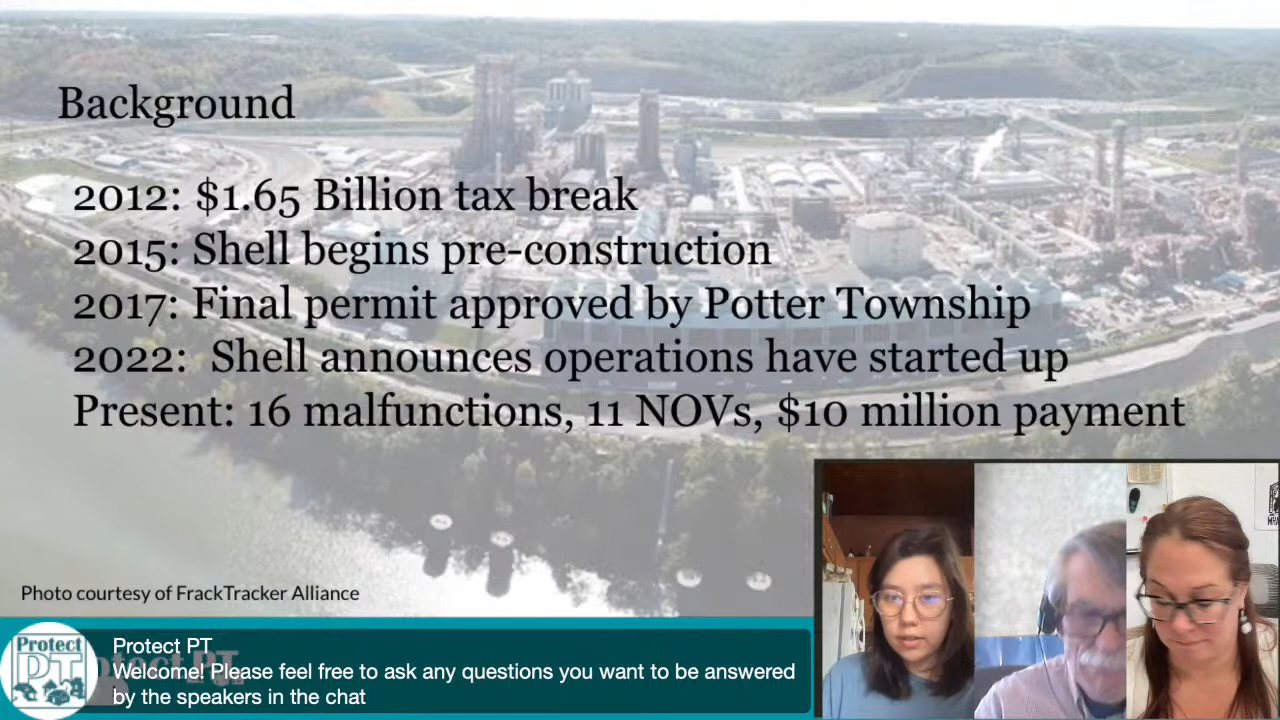 Background
2012: $1.65 Billion tax break
2015: Shell begins pre-construction
2017: Final permit approved by Potter Township
2022: Shell announces operations have started up
Present: 16 malfunctions, 11 NOVs, $10 million payment
Photo courtesy of FrackTracker Alliance
Protect
PT
Protect PT
Welcome! Please feel free to ask any questions you want to be answered
by the speakers in the chat